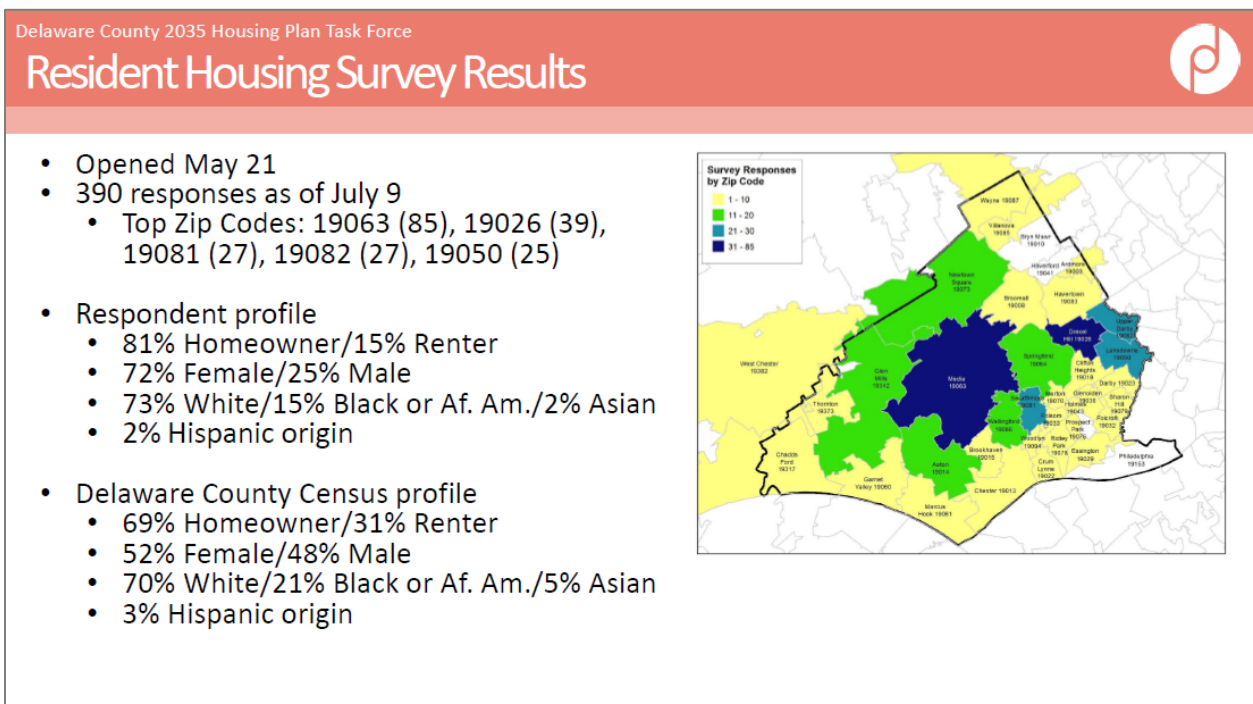 Delaware County 2035 Housing Plan Task Force
Resident Housing Survey Results
• Opened May 21
• 390 responses as of July 9
• Top Zip Codes: 19063 (85), 19026 (39),
19081 (27), 19082 (27), 19050 (25)
• Respondent profile
• 81% Homeowner/15% Renter
• 72% Female/25% Male
• 73% White/15% Black or Af. Am./2% Asian
• 2% Hispanic origin
• Delaware County Census profile
• 69% Homeowner/31% Renter
• 52% Female/48% Male
• 70% White/21% Black or Af. Am./5% Asian
• 3% Hispanic origin
Survey Responses
by Zip Code
1 - 10
11 - 20
21 - 30
31 - 85
Wayne 19087
Villanova
19085
Bryn Mawr
19010
Haverford
19041
Ardmore
19003
Newtown
Square
19073
Broomall
19008
Havertown
19083
Drexel
Hill 19026
Upper
Darby
19082
Lansdowne
19050
West Chester
19382
Glen
Mills
19342
Media
19063
Springfield
19064
Clifton
Heights
19018
Darby 19023
Thornton
19373
19081
Morton
19070
Glenolden
19036
Sharon
Hill
19079
Holmes
19043
Folcroft
19032
Folsom
19033
Prospect
Park
19076
Wallingford
19086
Woodlyn
19094
Ridley
Park
19078
Essington
19029
Philadelphia
19153
Chadds
Ford
19317
Brookhaven
19015
Aston
19014
Crum
Lynne
19022
Garnet
Valley 19060
Chester 19013
Marcus
Hook 19061